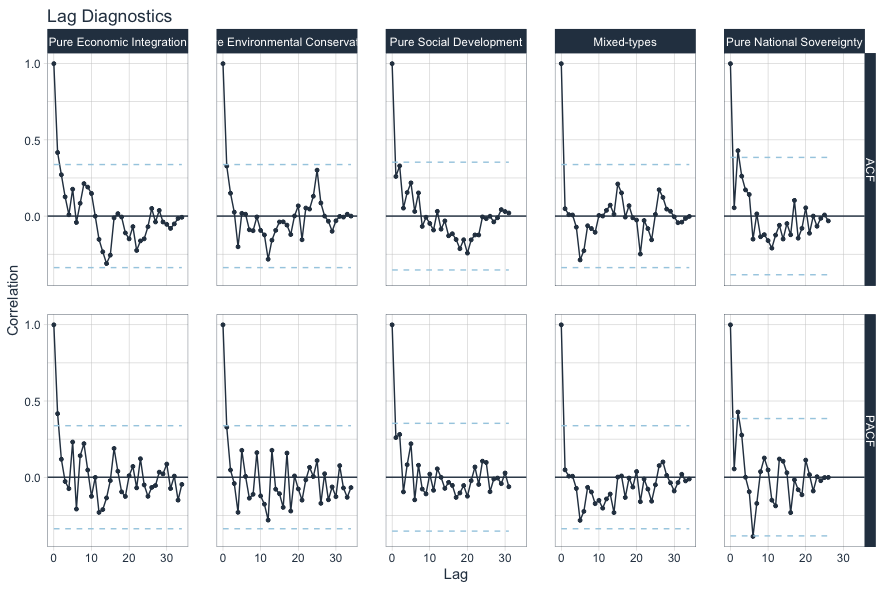 Lag Diagnostics
Pure Economic Integration
e Environmental Conservat
Pure Social Development
Mixed-types
Pure National Sovereignty
1.0
0.5
0.0
ACF
Correlation
1.0
0.5
0.0
PACF
0 10 20 30
0 10 20 30
0 10 20 30
0 10 20 30
0 10 20 30
Lag